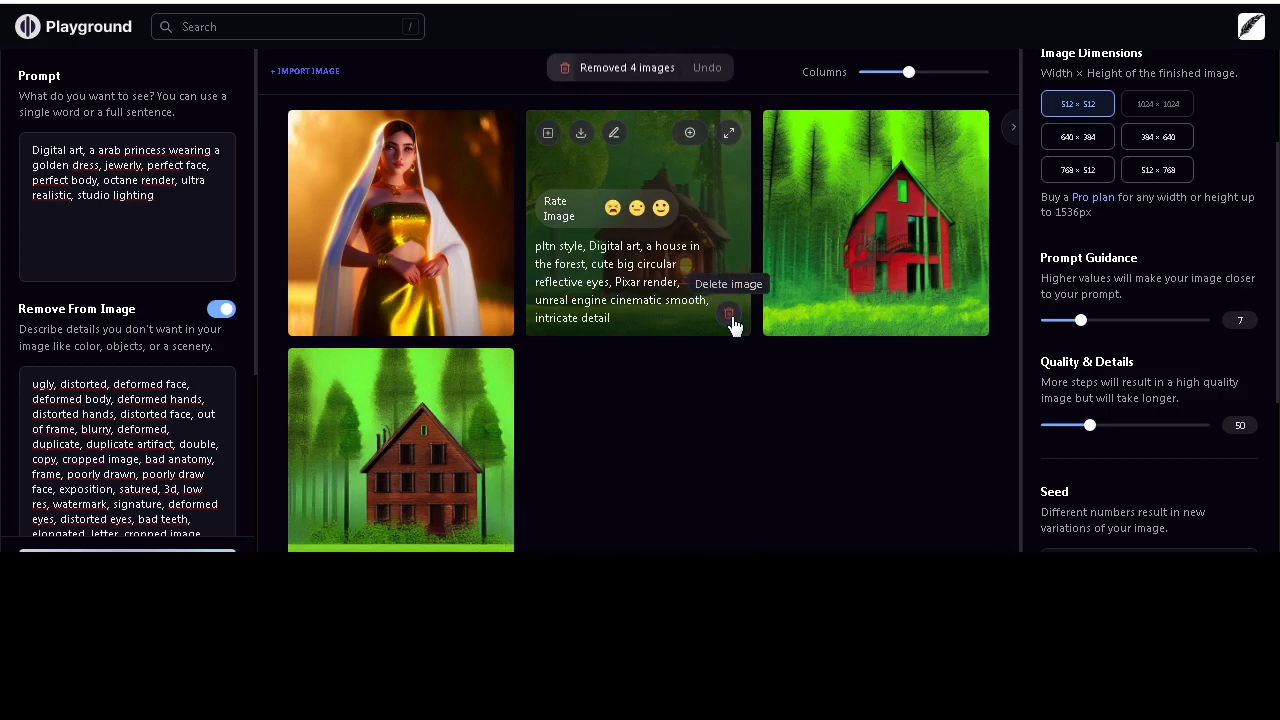 Playground
Search
/
Prompt
What do you want to see? You can use a
single word or a full sentence.
Digital art, a arab princess wearing a
golden dress, jewerly, perfect face,
perfect body, octane render, ultra
realistic, studio lighting
Remove From Image
Describe details you don't want in your
image like color, objects, or a scenery.
ugly, distorted, deformed face,
deformed body, deformed hands,
distorted hands, distorted face, out
of frame, blurry, deformed,
duplicate, duplicate artifact, double,
copy, cropped image, bad anatomy,
frame, poorly drawn, poorly draw
face, exposition, satured, 3d, low
res, watermark, signature, deformed
eyes, distorted eyes, bad teeth,
elongated, letter, cropped image
+ IMPORT IMAGE
Removed 4 images Undo
Columns
Rate
Image
pltn style, Digital art, a house in
the forest, cute big circular
reflective eyes, Pixar render,
unreal engine cinematic smooth,
intricate detail
Delete image
Image Dimensions
Width × Height of the finished image.
512 × 512
1024 × 1024
640 × 384
384 × 640
768 × 512
512 × 768
Buy a Pro plan for any width or height up
to 1536px
Prompt Guidance
Higher values will make your image closer
to your prompt.
7
Quality & Details
More steps will result in a high quality
image but will take longer.
50
Seed
Different numbers result in new
variations of your image.